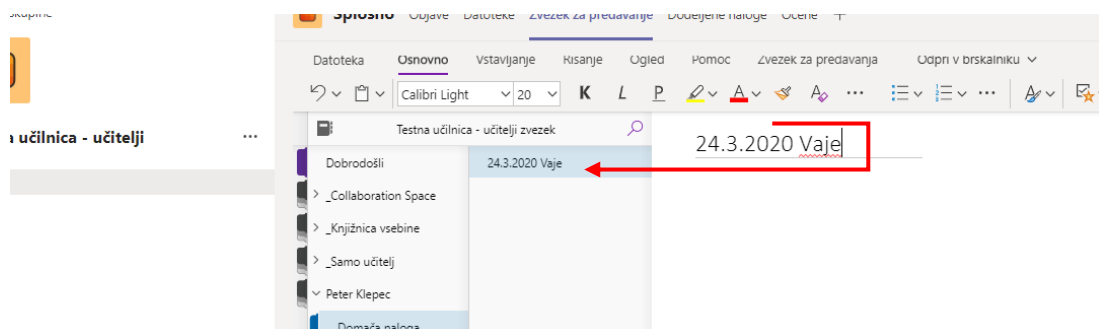 Splošno Objave Datoteke Zvezek za predavanje Dodeljene naloge Ocene +
Datoteka Osnovno Vstavljanje Risanje Ogled Pomoč Zvezek za predavanja Odpri v brskalniku
Calibri Light 20 K L P A A
a učilnica - učitelji ...
Testna učilnica - učitelji zvezek
24.3.2020 Vaje
Dobrodošli
24.3.2020 Vaje
_Collaboration Space
_Knjižnica vsebine
_Samo učitelj
Peter Klepec
Domača naloga